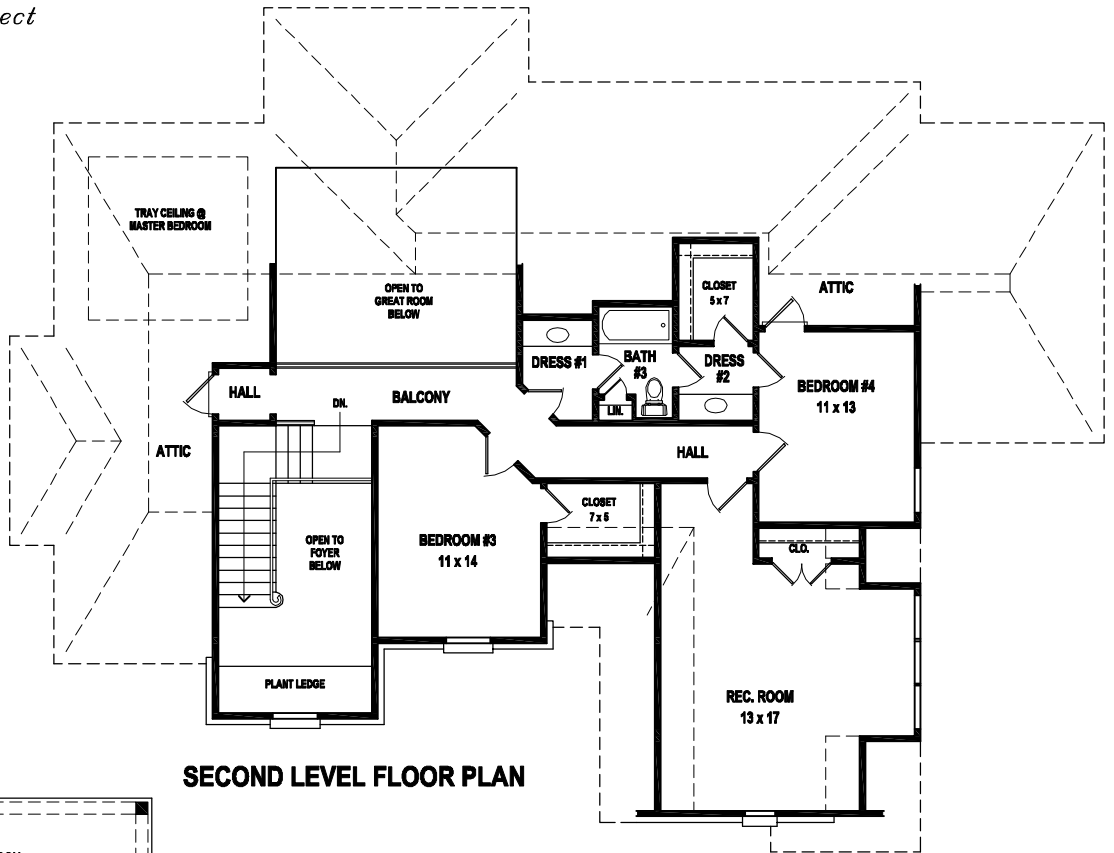 ect
TRAY CEILING @
MASTER BEDROOM
OPEN TO
GREAT ROOM
BELOW
CLOSET
5 x 7
ATTIC
DRESS #1
BATH
#3
DRESS
#2
BEDROOM #4
11 x 13
HALL
DN.
BALCONY
LIN.
ATTIC
HALL
CLOSET
7 x 5
OPEN TO
FOYER
BELOW
BEDROOM #3
11 x 14
CLO.
PLANT LEDGE
REC. ROOM
13 x 17
SECOND LEVEL FLOOR PLAN